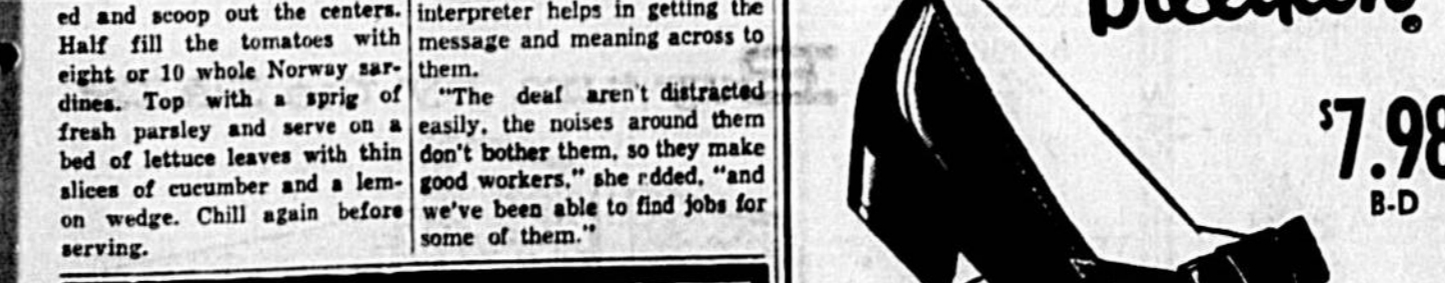 ed and scoop out the centers.
Half fill the tomatoes with
eight or 10 whole Norway sar-
dines. Top with a sprig of
fresh parsley and serve on a
bed of lettuce leaves with thin
slices of cucumber and a lem-
on wedge. Chill again before
serving.
interpreter helps in getting the
message and meaning across to
them.
"The deaf aren't distracted
easily, the noises around them
don't bother them, so they make
good workers," she rdded, "and
we've been able to find jobs for
some of them."
$7.98
B-D